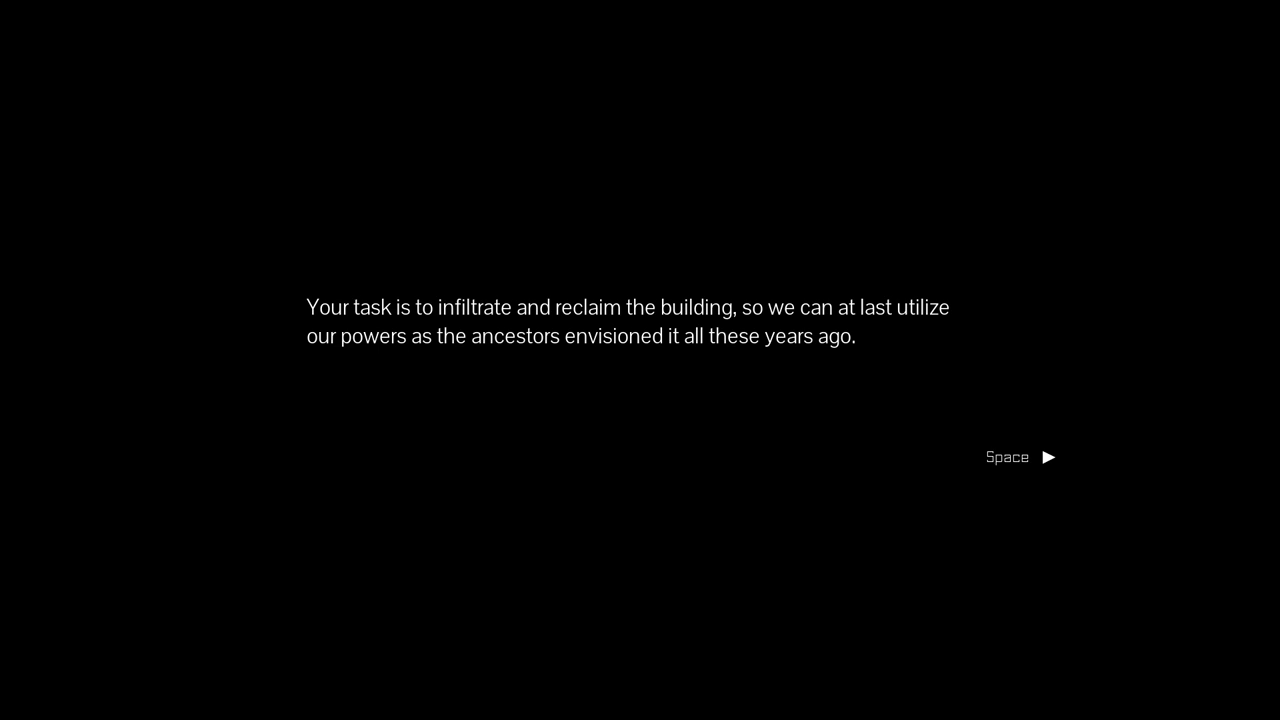 Your task is to infiltrate and reclaim the building, so we can at last utilize
our powers as the ancestors envisioned it all these years ago.
Space